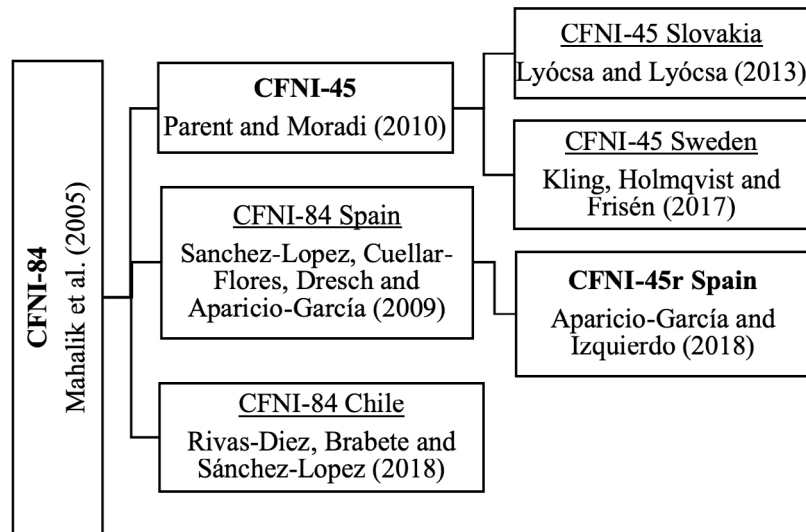 CFNI-84
Mahalik et al. (2005)
CFNI-45
Parent and Moradi (2010)
CFNI-84 Spain
Sanchez-Lopez, Cuellar-
Flores, Dresch and
Aparicio-García (2009)
CFNI-84 Chile
Rivas-Diez, Brabete and
Sánchez-Lopez (2018)
CFNI-45 Slovakia
Lyócsa and Lyócsa (2013)
CFNI-45 Sweden
Kling, Holmqvist and
Frisén (2017)
CFNI-45r Spain
Aparicio-García and
Izquierdo (2018)